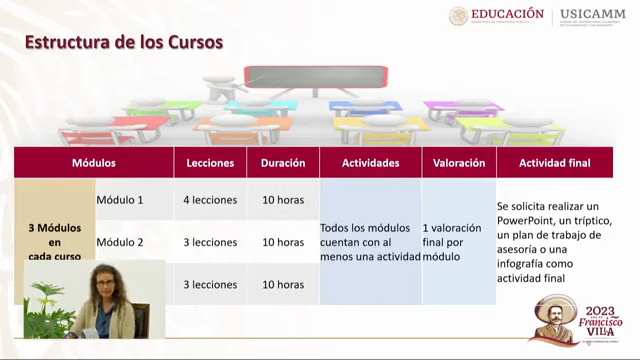 EDUCACIÓN
USICAMM
Estructura de los Cursos
Módulos Lecciones Duración Actividades Valoración Actividad final
3 Módulos
en
cada curso
Módulo 1 4 lecciones 10 horas
Módulo 2 3 lecciones 10 horas
3 lecciones 10 horas
Todos los módulos
cuentan con al
menos una actividad
1 valoración
final por
módulo
Se solicita realizar un
PowerPoint, un tríptico,
un plan de trabajo de
asesoría o una
infografía como
actividad final
2023
Francisco
VILLA